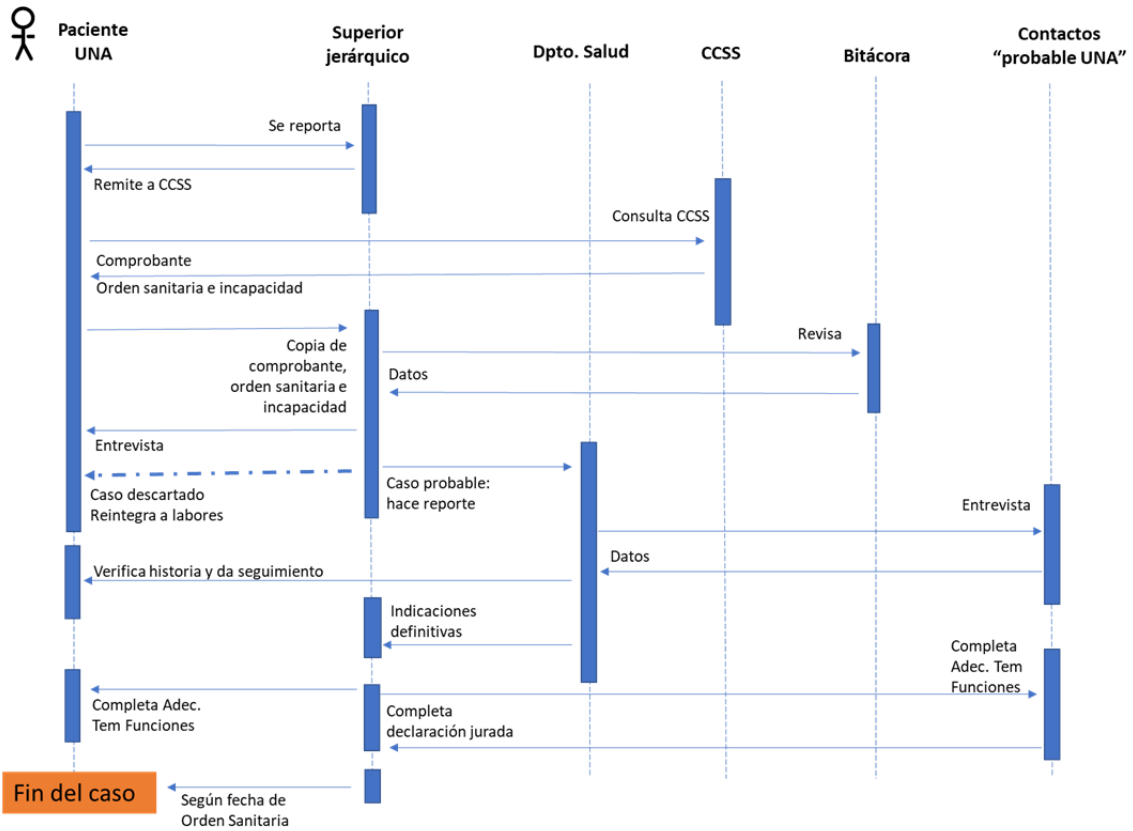 Paciente
UNA
Superior
jerárquico
Dpto. Salud
CCSS
Bitácora
Contactos
“probable UNA”
Se reporta
Remite a CCSS
Consulta CCSS
Comprobante
Orden sanitaria e incapacidad
Copia de
comprobante,
orden sanitaria e
incapacidad
Revisa
Datos
Entrevista
Caso descartado
Reintegra a labores
Caso probable:
hace reporte
Entrevista
Datos
Verifica historia y da seguimiento
Indicaciones
definitivas
Completa
Adec. Tem
Funciones
Completa Adec.
Tem Funciones
Completa
declaración jurada
Fin del caso
Según fecha de
Orden Sanitaria